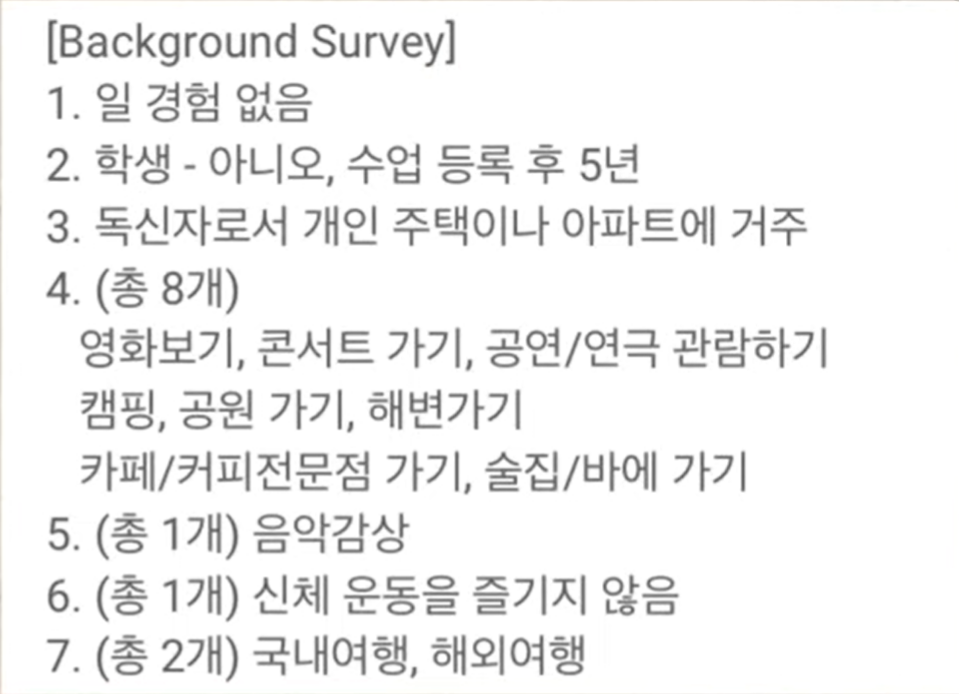 [Background Survey]
1. 일 경험 없음
2. 학생 - 아니오, 수업 등록 후 5년
3. 독신자로서 개인 주택이나 아파트에 거주
4. (총 8개)
영화보기, 콘서트 가기, 공연/연극 관람하기
캠핑, 공원 가기, 해변가기
카페/커피전문점 가기, 술집/바에 가기
5. (총 1개) 음악감상
6. (총 1개) 신체 운동을 즐기지 않음
7. (총 2개) 국내여행, 해외여행